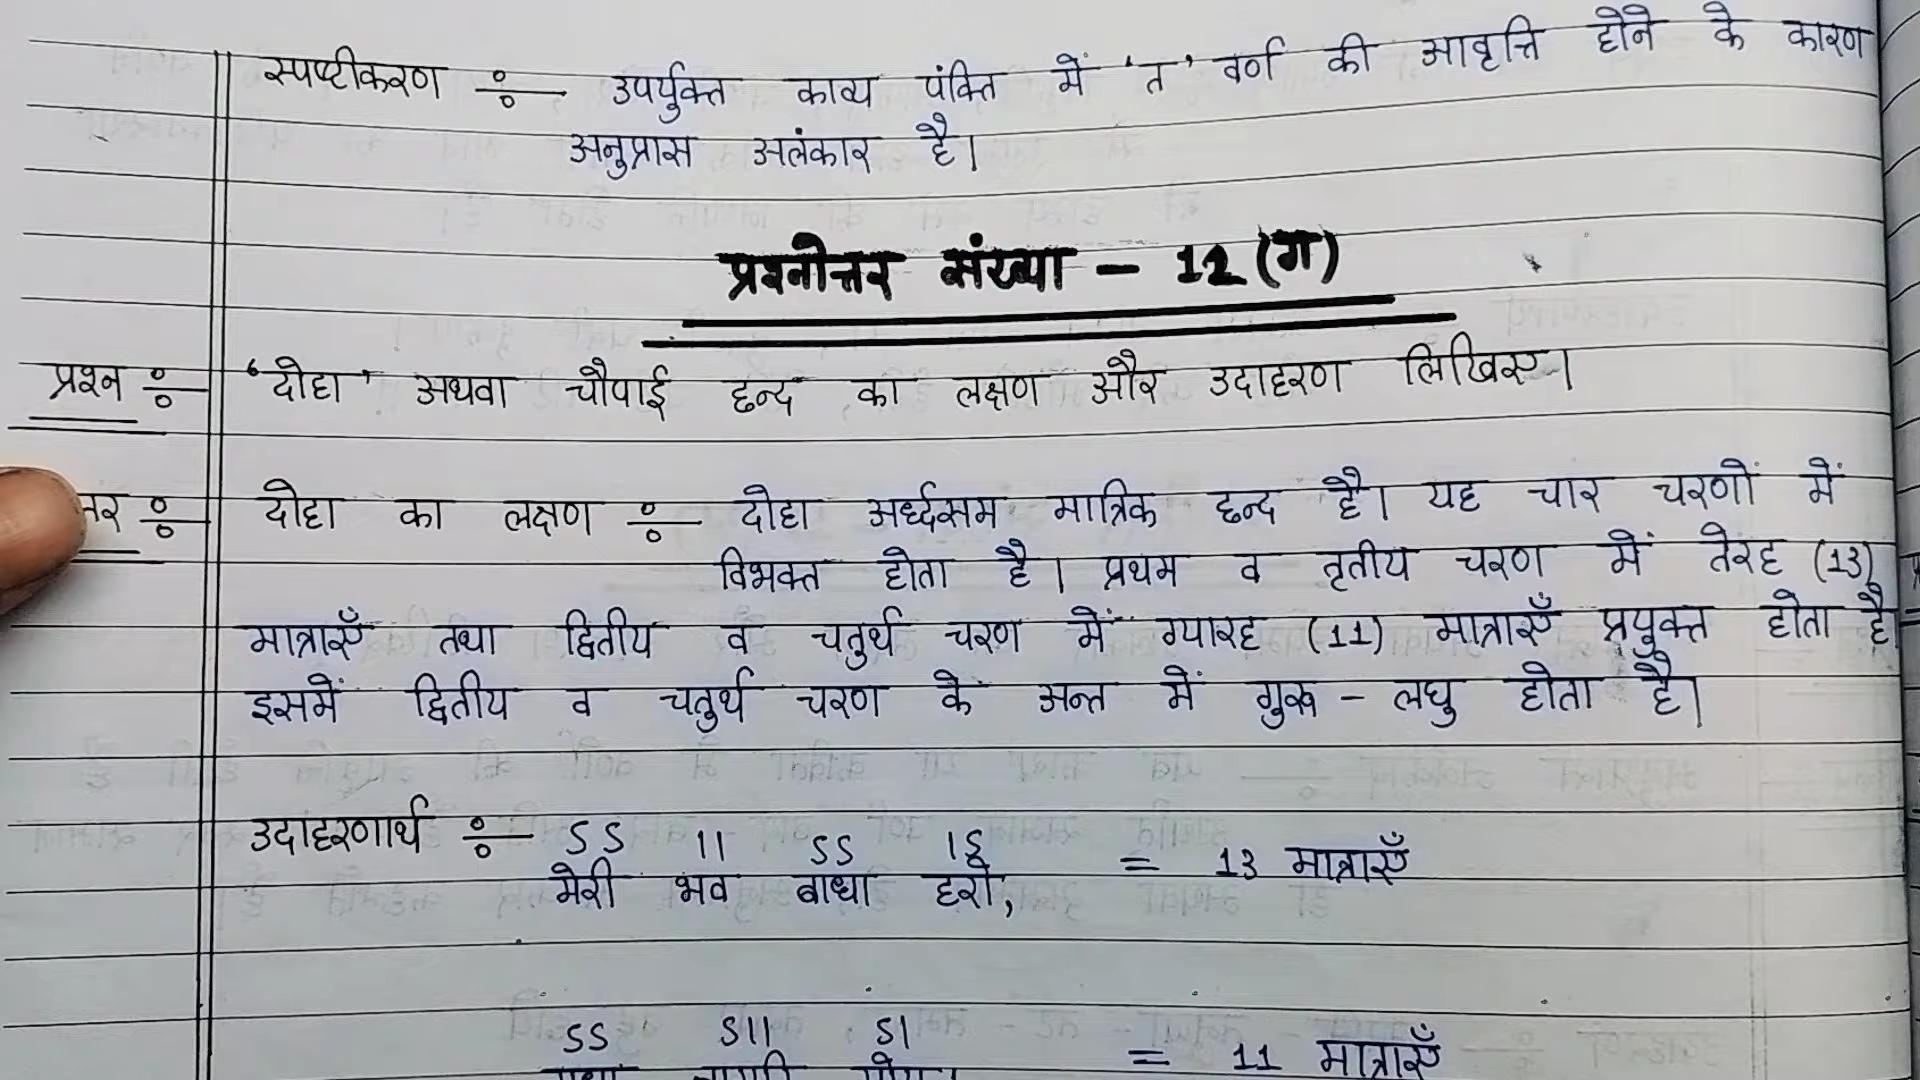 स्पष्टीकरण ÷ उपर्युक्त काव्य पंक्ति में 'त' वर्ण की आवृत्ति होने के कारण
अनुप्रास अलंकार है।
प्रश्नोत्तर संख्या - 12 (ग)
प्रश्न ÷ 'दोहा' अथवा चौपाई छन्द का लक्षण और उदाहरण लिखिए।
त्तर ÷ दोहा का लक्षण ÷ दोहा अर्ध्दसम मात्रिक छन्द है। यह चार चरणों में
विभक्त होता है। प्रथम व तृतीय चरण में तेरह (13)
मात्राएँ तथा द्वितीय व चतुर्थ चरण में ग्यारह (11) मात्राएँ प्रयुक्त होता है
इसमें द्वितीय व चतुर्थ चरण के अन्त में गुरू - लघु होता है।
उदाहरणार्थ ÷ SS II SS IS
मेरी भव बाधा हरो, = 13 मात्राएँ
SS SII SI
= 11 मात्राएँ